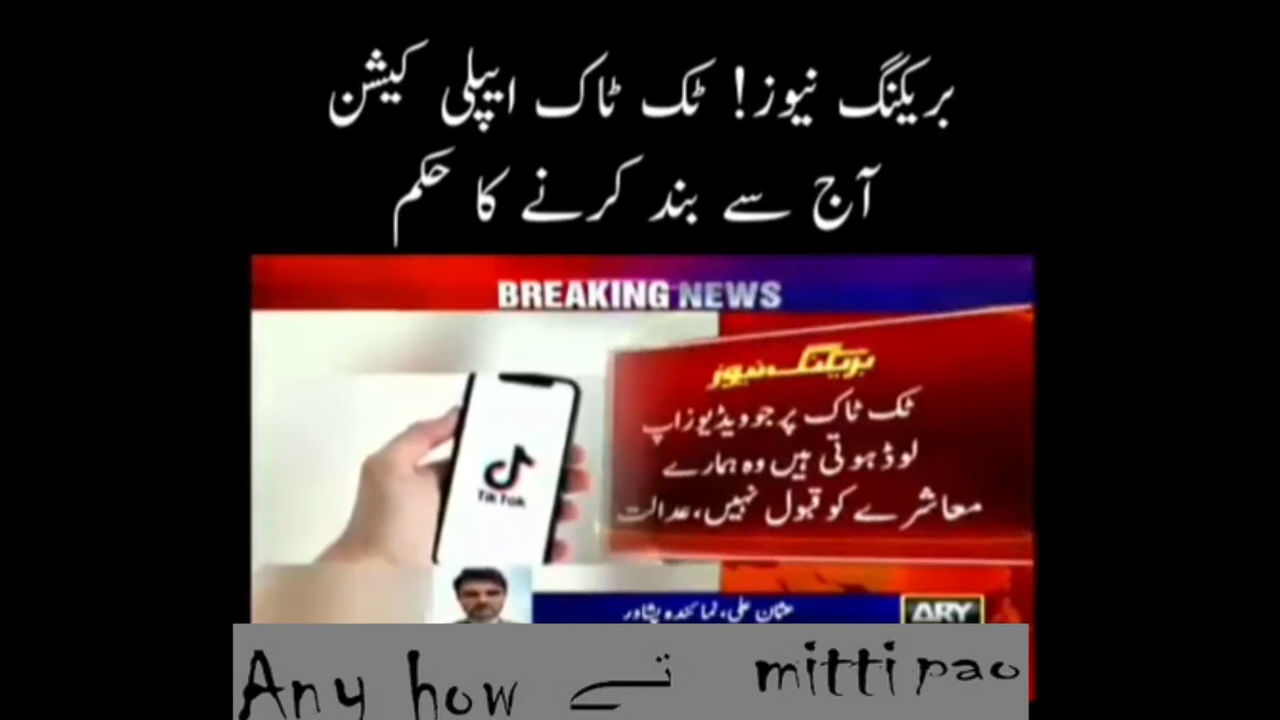 بریکنگ نیوز! ٹک ٹاک ایپلی کیشن
آج سے بند کرنے کا حکم
BREAKING NEWS
بریکنگ نیوز
ٹک ٹاک پر جو ویڈیوز اپ
لوڈ ہوتی ہیں وہ ہمارے
معاشرے کو قبول نہیں، عدالت
TikTok
عثمان علی، نمائندہ پشاور
ARY
Any how تے mitti pao